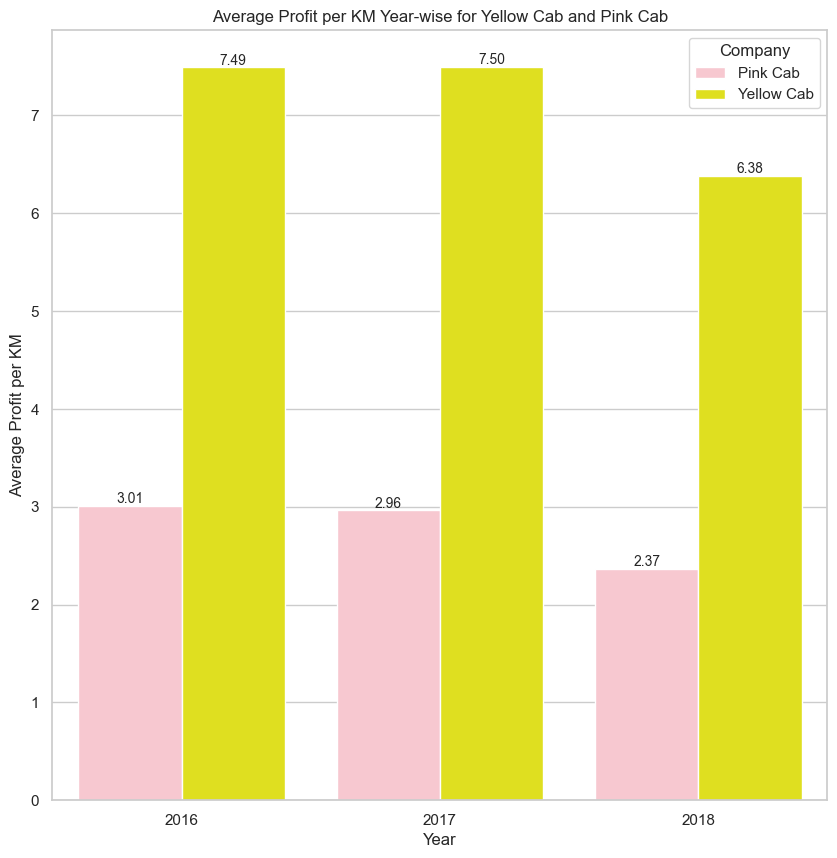 Average Profit per KM Year-wise for Yellow Cab and Pink Cab
Company
Pink Cab
Yellow Cab
Average Profit per KM
7
6
5
4
3
2
1
0
7.49
7.50
6.38
3.01
2.96
2.37
2016
2017
2018
Year